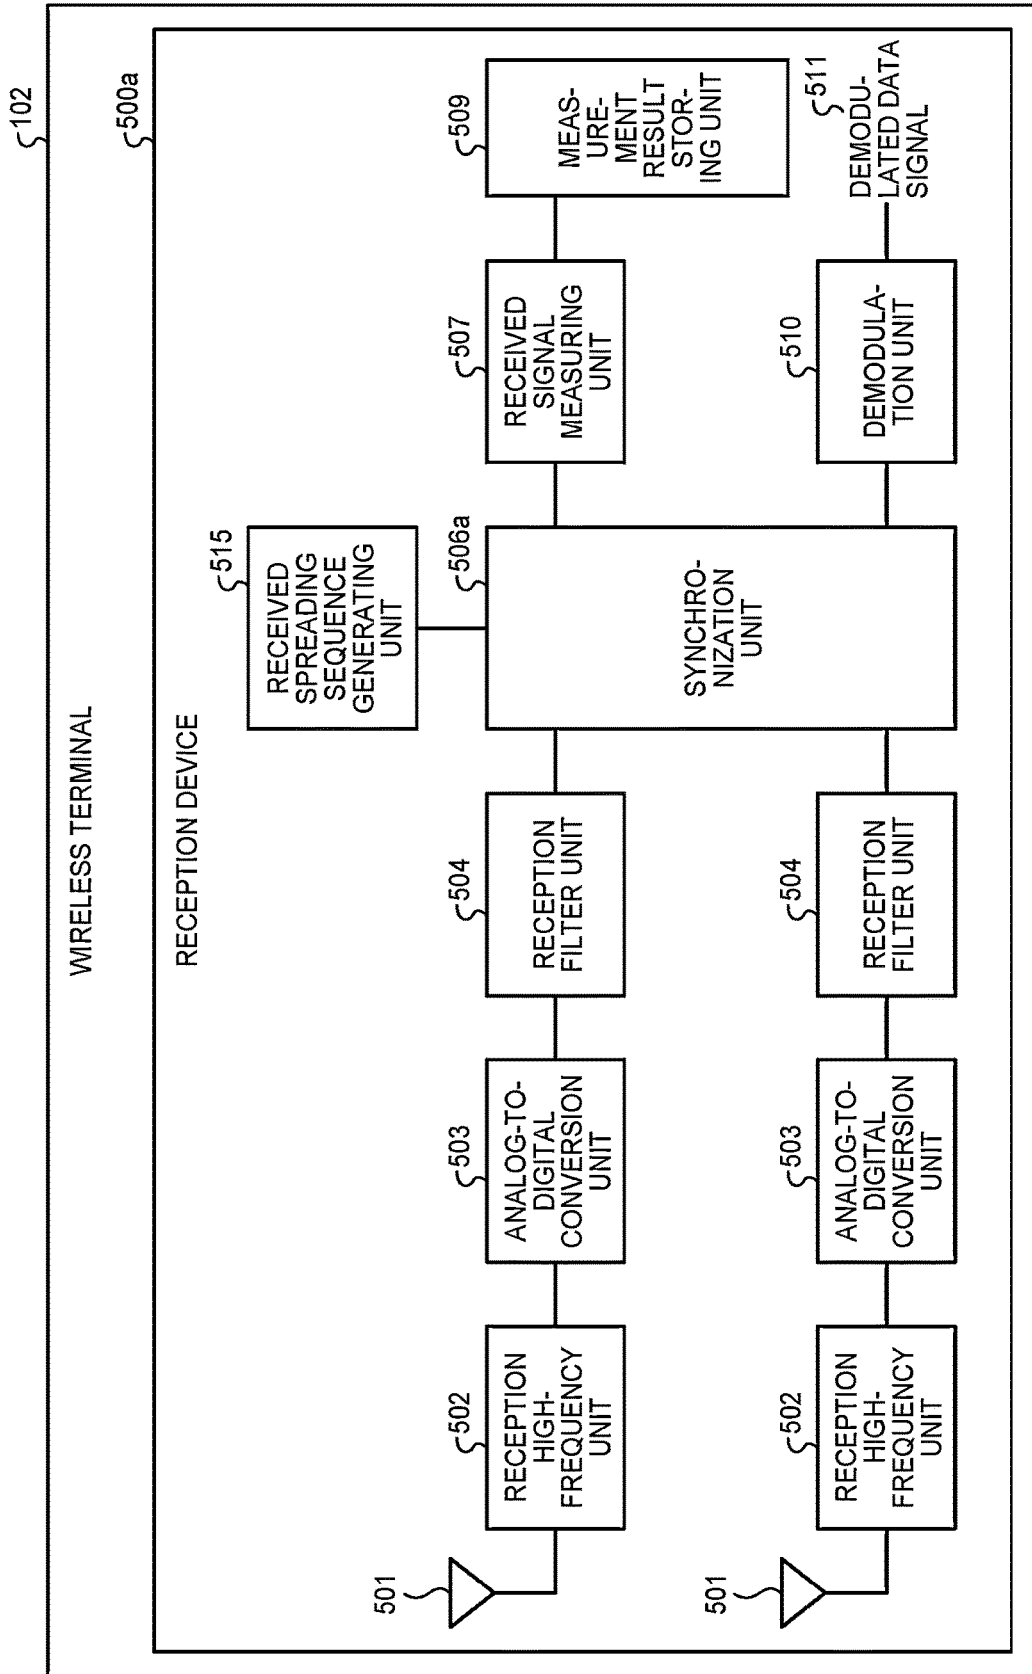 102
WIRELESS TERMINAL
500a
RECEPTION DEVICE
515
RECEIVED
SPREADING
SEQUENCE
GENERATING
UNIT
501
502
RECEPTION
HIGH-
FREQUENCY
UNIT
503
ANALOG-TO-
DIGITAL
CONVERSION
UNIT
504
RECEPTION
FILTER UNIT
506a
SYNCHRO-
NIZATION
UNIT
507
RECEIVED
SIGNAL
MEASURING
UNIT
509
MEAS-
URE-
MENT
RESULT
STOR-
ING UNIT
501
502
RECEPTION
HIGH-
FREQUENCY
UNIT
503
ANALOG-TO-
DIGITAL
CONVERSION
UNIT
504
RECEPTION
FILTER UNIT
510
DEMODULA-
TION UNIT
511
DEMODU-
LATED DATA
SIGNAL